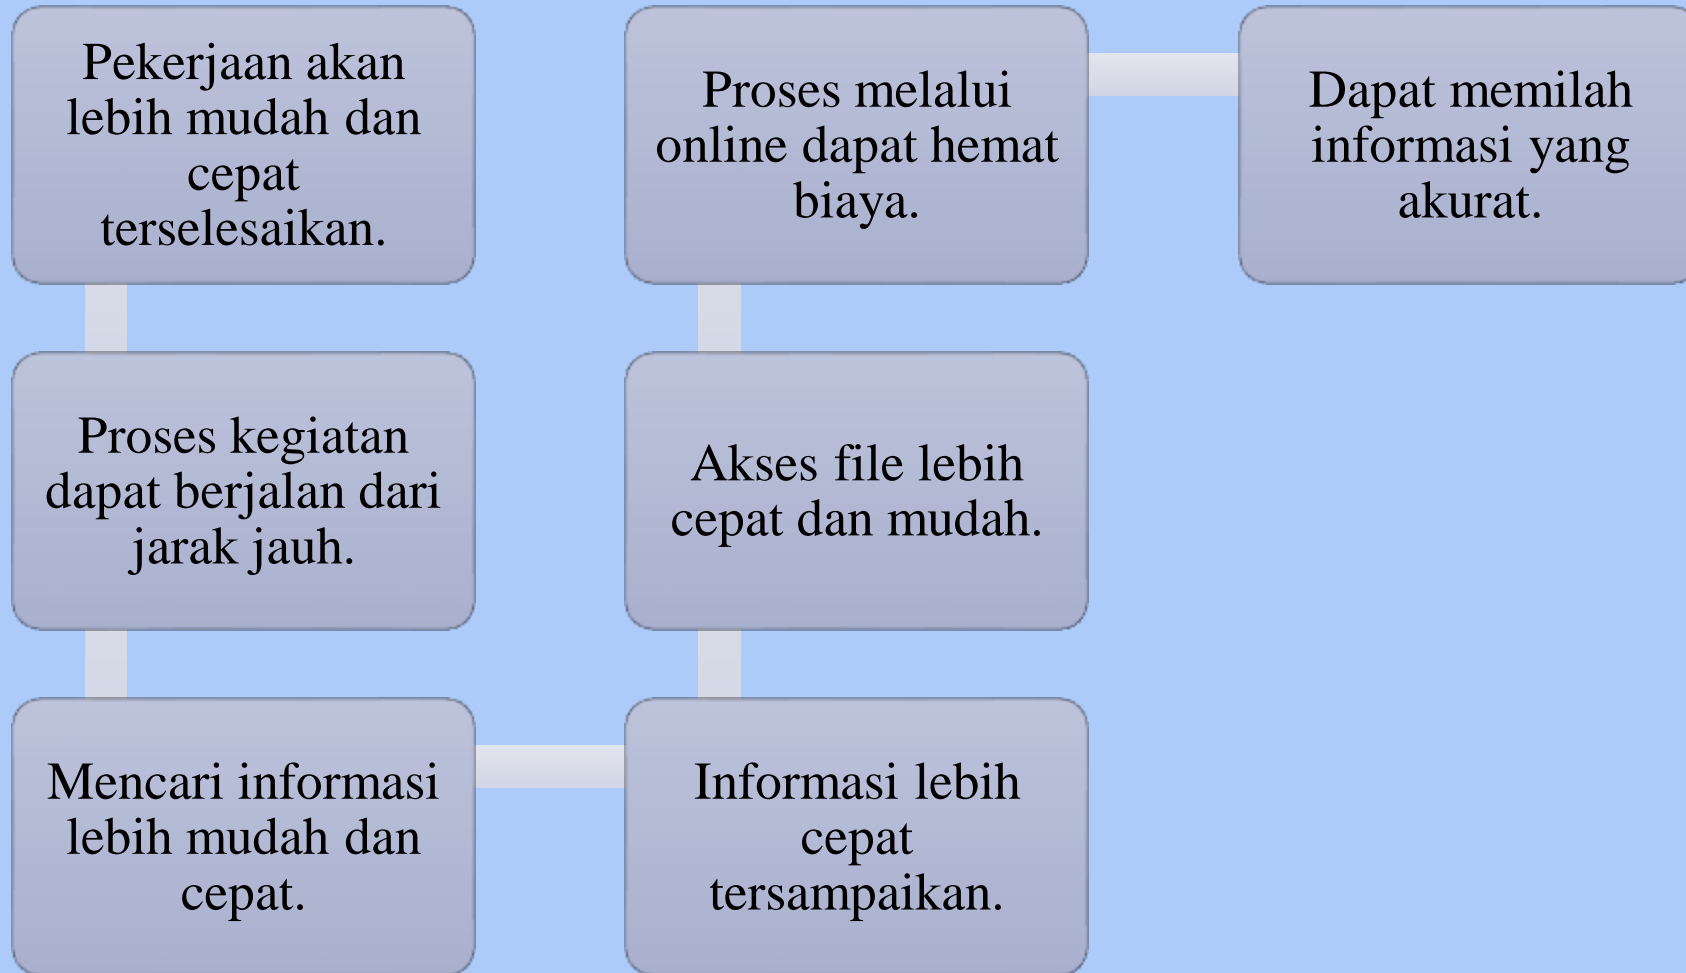 Pekerjaan akan
lebih mudah dan
cepat
terselesaikan.
Proses kegiatan
dapat berjalan dari
jarak jauh.
Mencari informasi
lebih mudah dan
cepat.
Informasi lebih
cepat
tersampaikan.
Akses file lebih
cepat dan mudah.
Proses melalui
online dapat hemat
biaya.
Dapat memilah
informasi yang
akurat.